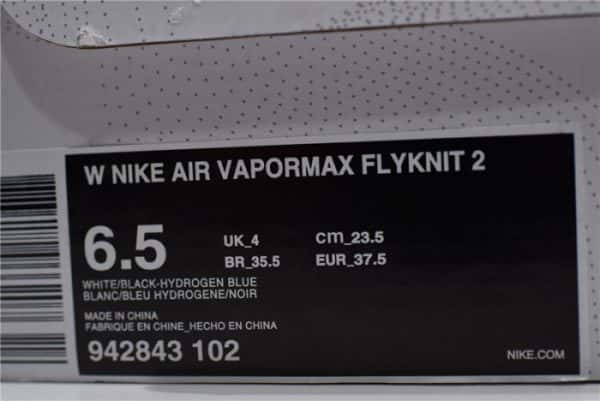 W NIKE AIR VAPORMAX FLYKNIT 2
6.5
UK_4 cm_23.5
BR_35.5 EUR_37.5
WHITE/BLACK-HYDROGEN BLUE
BLANC/BLEU HYDROGENE/NOIR
MADE IN CHINA
FABRIQUE EN CHINE_HECHO EN CHINA
942843 102
NIKE.COM